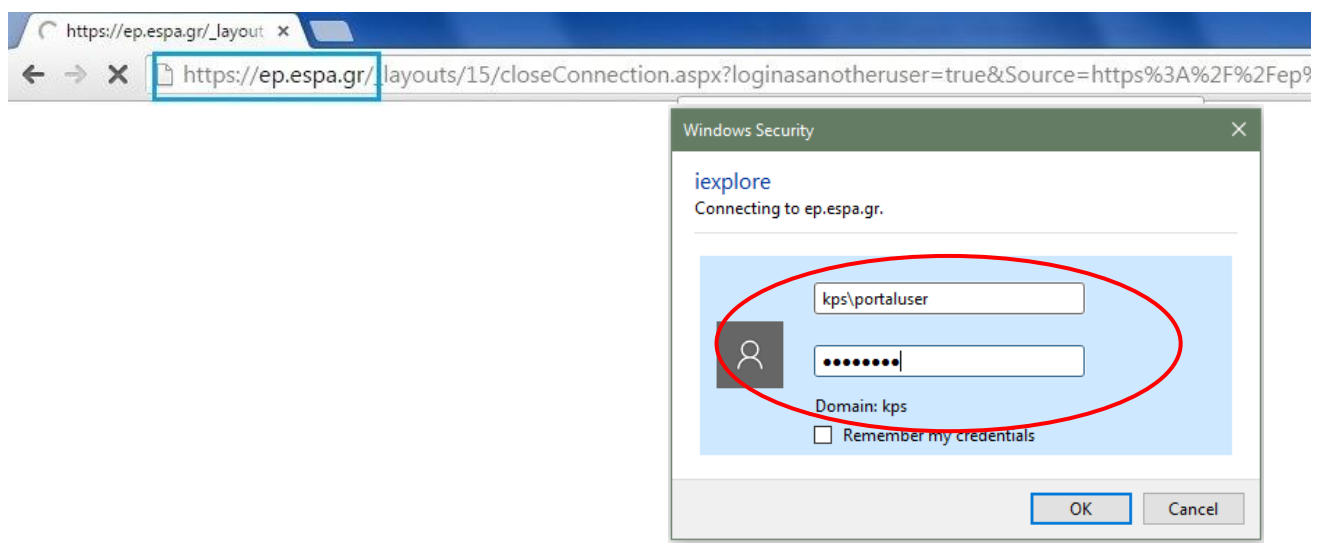 https://ep.espa.gr/_layout
https://ep.espa.gr/_layouts/15/closeConnection.aspx?loginasanotheruser=true&Source=https%3A%2F%2Fep%
Windows Security
iexplore
Connecting to ep.espa.gr.
kps\portaluser
●●●●●●●●
Domain: kps
Remember my credentials
OK Cancel